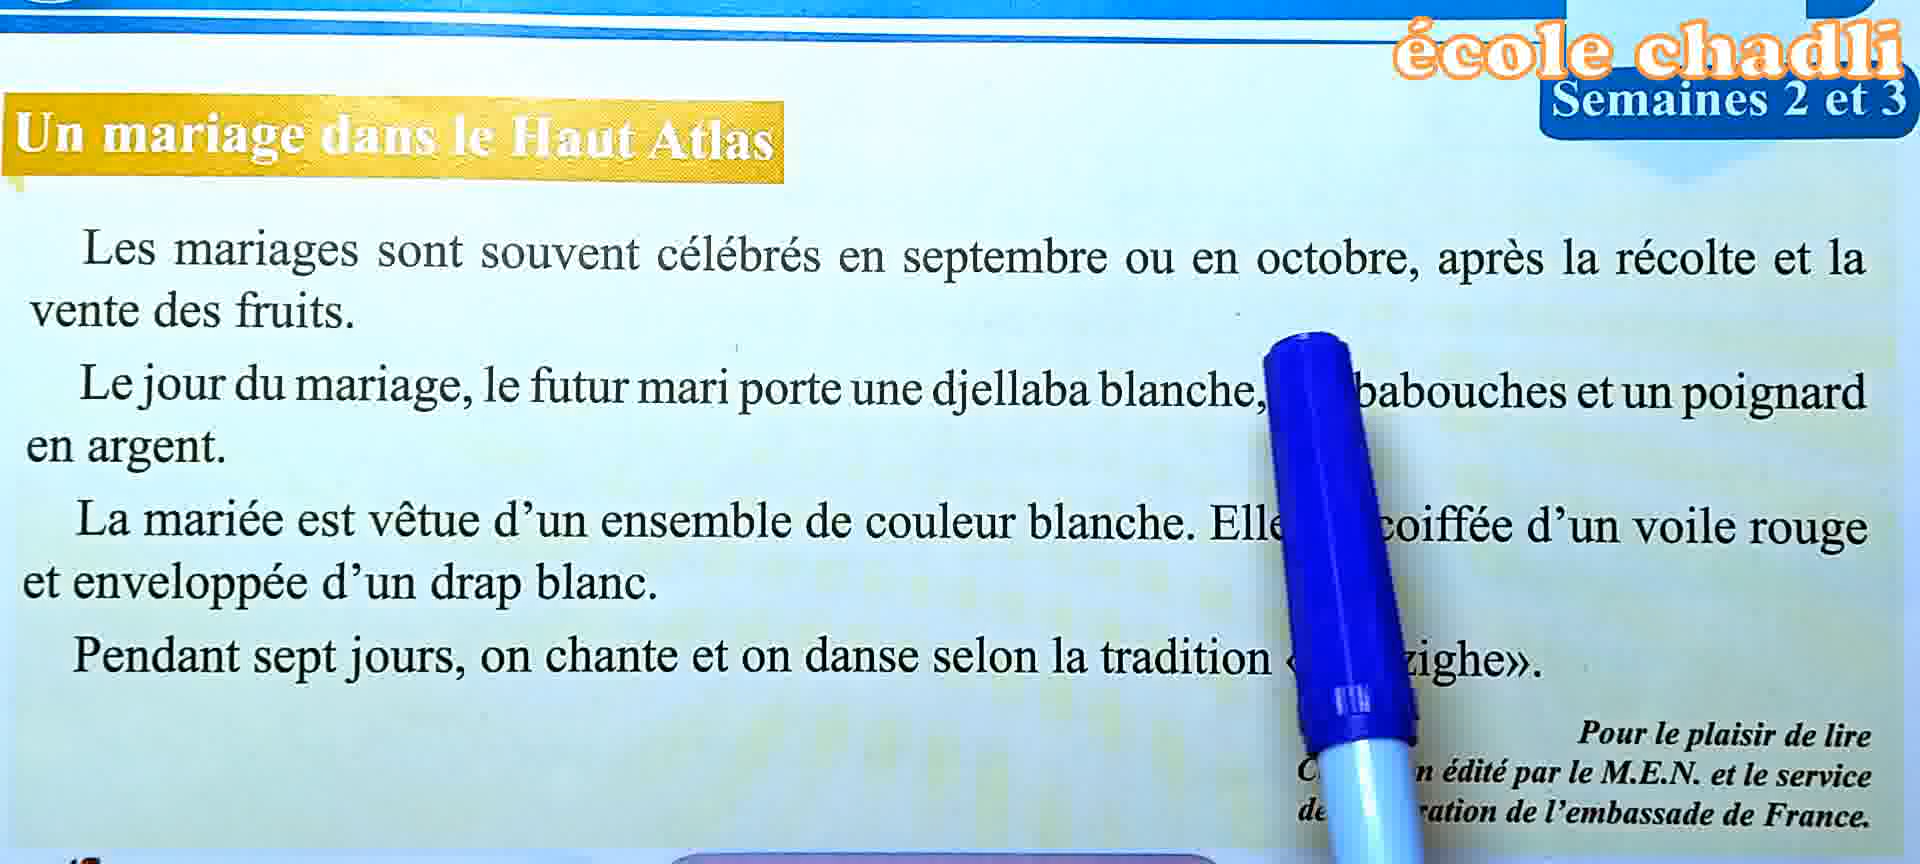 école chadli
Semaines 2 et 3
Un mariage dans le Haut Atlas
Les mariages sont souvent célébrés en septembre ou en octobre, après la récolte et la
vente des fruits.
Le jour du mariage, le futur mari porte une djellaba blanche, babouches et un poignard
en argent.
La mariée est vêtue d’un ensemble de couleur blanche. Elle coiffée d’un voile rouge
et enveloppée d’un drap blanc.
Pendant sept jours, on chante et on danse selon la tradition
Pour le plaisir de lire
édité par le M.E.N. et le service
de l’embassade de France.